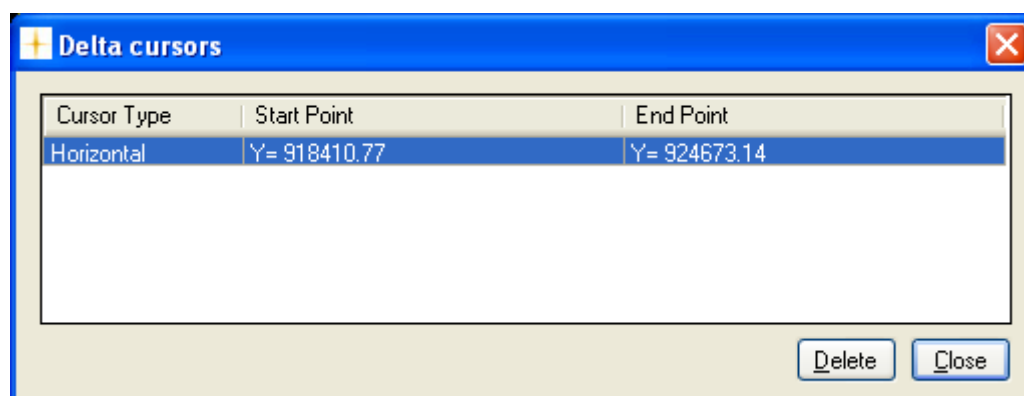 Delta cursors
Cursor Type Start Point End Point
Horizontal Y= 918410.77 Y= 924673.14
Delete Close